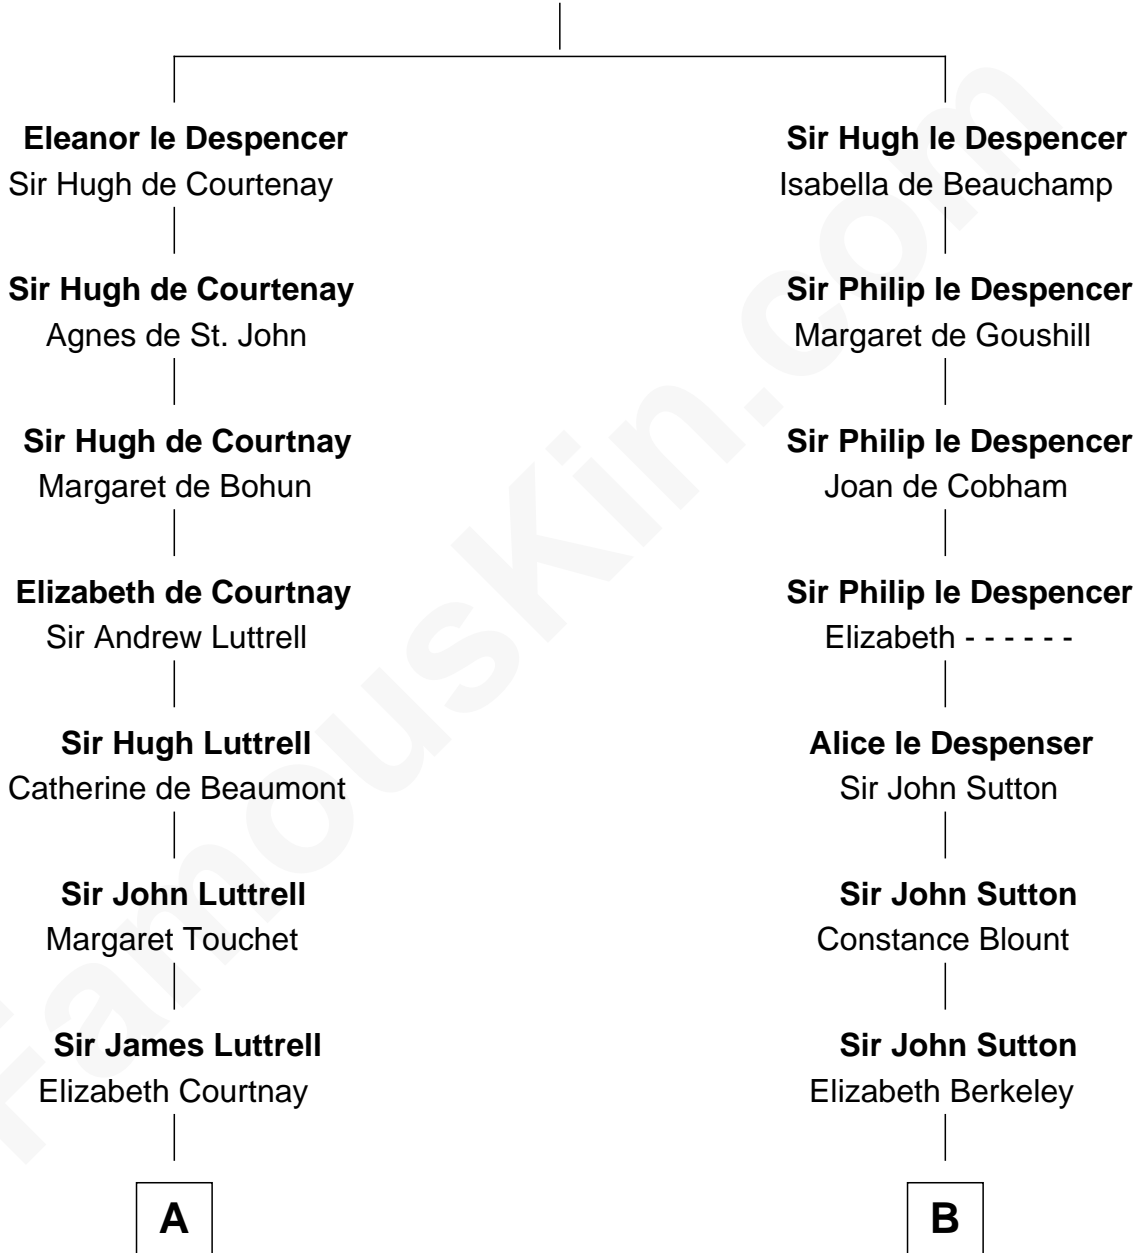 Eleanor le Despencer
Sir Hugh de Courtenay
Sir Hugh de Courtenay
Agnes de St. John
Sir Hugh de Courtnay
Margaret de Bohun
Elizabeth de Courtnay
Sir Andrew Luttrell
Sir Hugh Luttrell
Catherine de Beaumont
Sir John Luttrell
Margaret Touchet
Sir James Luttrell
Elizabeth Courtnay
A
Sir Hugh le Despencer
Isabella de Beauchamp
Sir Philip le Despencer
Margaret de Goushill
Sir Philip le Despencer
Joan de Cobham
Sir Philip le Despencer
Elizabeth - - - - - -
Alice le Despenser
Sir John Sutton
Sir John Sutton
Constance Blount
Sir John Sutton
Elizabeth Berkeley
B
FamousKin.com